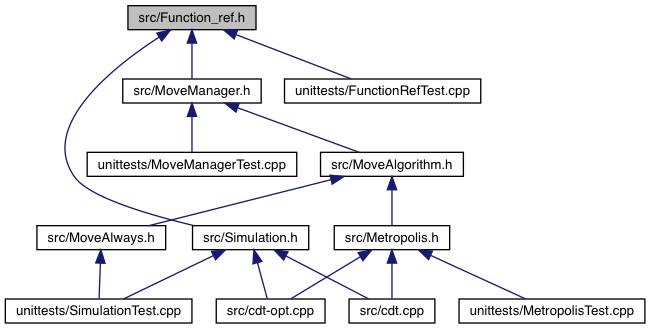 src/Function_ref.h
src/MoveManager.h
unittests/FunctionRefTest.cpp
unittests/MoveManagerTest.cpp
src/MoveAlgorithm.h
src/MoveAlways.h
src/Simulation.h
src/Metropolis.h
unittests/SimulationTest.cpp
src/cdt-opt.cpp
src/cdt.cpp
unittests/MetropolisTest.cpp